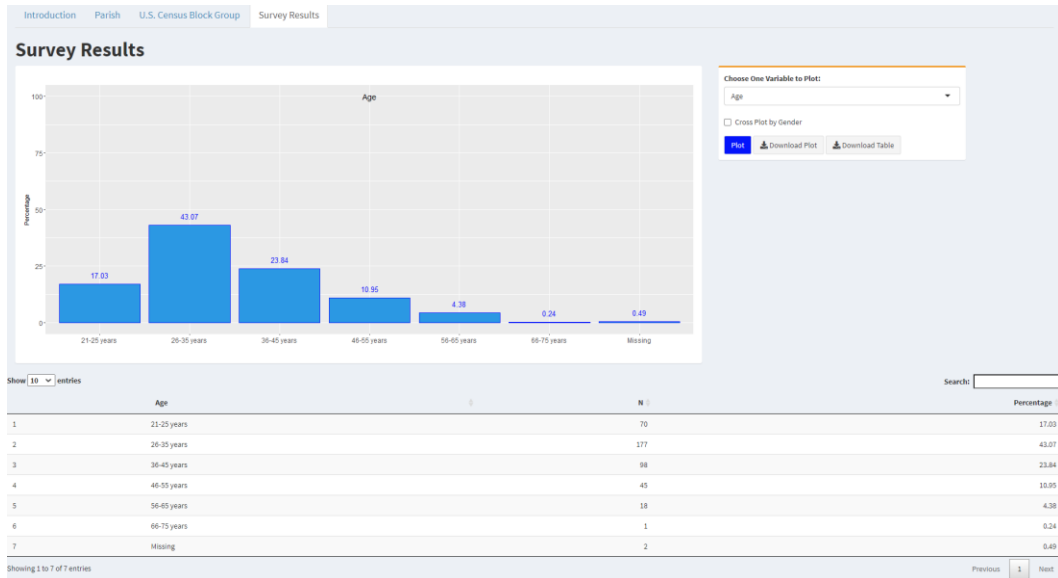 Introduction Parish U.S. Census Block Group Survey Results
Survey Results
Choose One Variable to Plot:
Age
Cross Plot by Gender
Plot Download Plot Download Table
Age
Percentage
100
75
50
25
0
17.03
43.07
23.84
10.95
4.38
0.24
0.49
21-25 years 26-35 years 36-45 years 46-55 years 56-65 years 66-75 years Missing
Show 10 entries Search:
Age N Percentage
1 21-25 years 70 17.03
2 26-35 years 177 43.07
3 36-45 years 98 23.84
4 46-55 years 45 10.95
5 56-65 years 18 4.38
6 66-75 years 1 0.24
7 Missing 2 0.49
Showing 1 to 7 of 7 entries Previous 1 Next